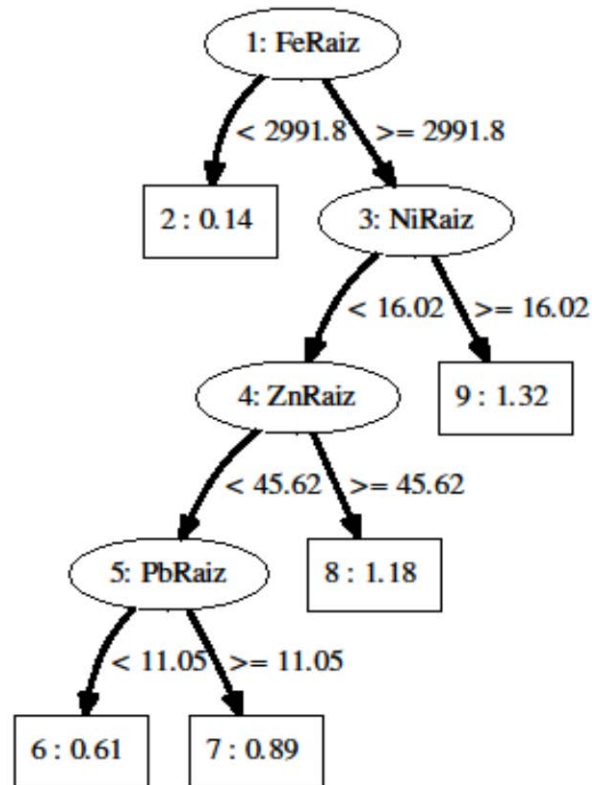 1: FeRaiz
< 2991.8 >= 2991.8
2 : 0.14 3: NiRaiz
< 16.02 >= 16.02
4: ZnRaiz 9 : 1.32
< 45.62 >= 45.62
5: PbRaiz 8 : 1.18
< 11.05 >= 11.05
6 : 0.61 7 : 0.89